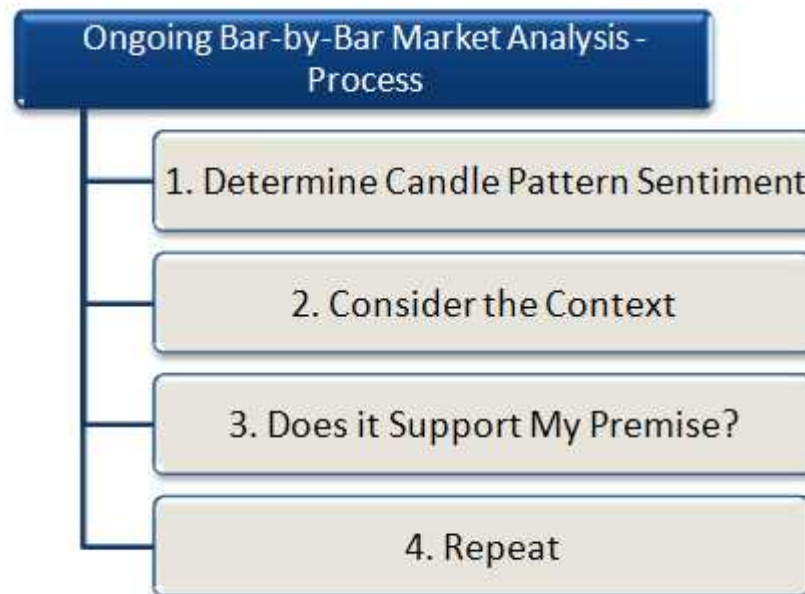 Ongoing Bar-by-Bar Market Analysis -
Process
1. Determine Candle Pattern Sentiment
2. Consider the Context
3. Does it Support My Premise?
4. Repeat